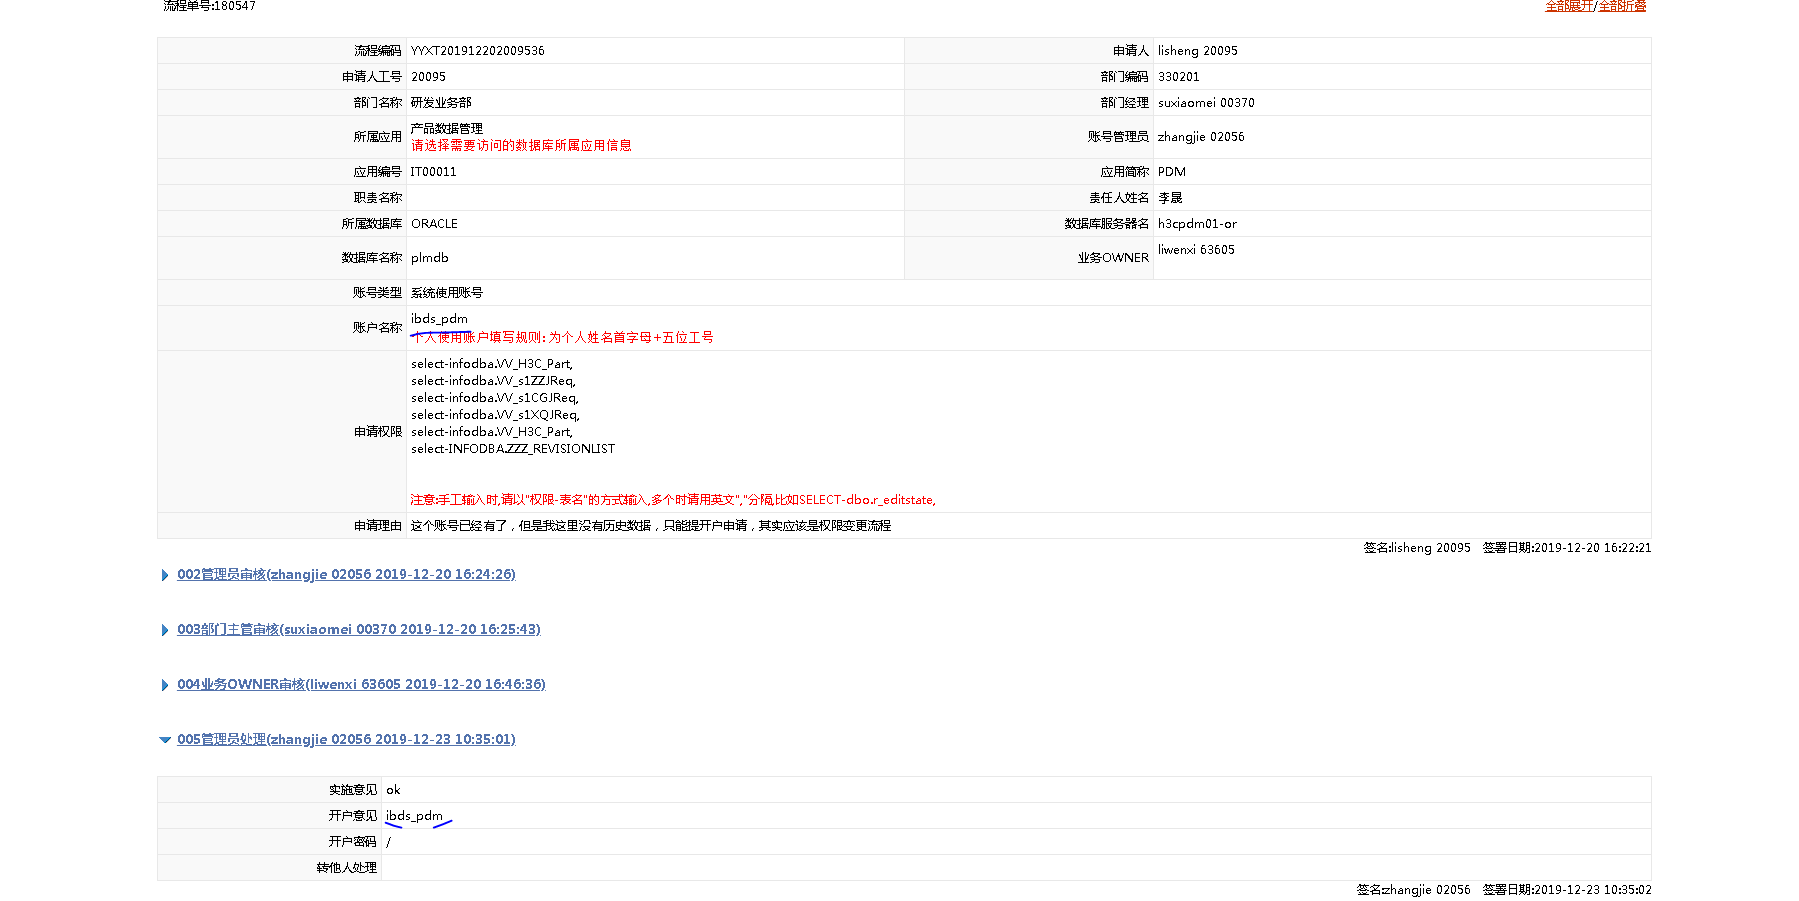 流程单号:180547
全部展开/全部折叠
流程编码 YYXT201912202009536 申请人 lisheng 20095
申请人工号 20095 部门编码 330201
部门名称 研发业务部 部门经理 suxiaomei 00370
所属应用 产品数据管理
请选择需要访问的数据库所属应用信息
账号管理员 zhangjie 02056
应用编号 IT00011 应用简称 PDM
职责名称 责任人姓名 李晟
所属数据库 ORACLE 数据库服务器名 h3cpdm01-or
数据库名称 plmdb 业务OWNER liwenxi 63605
账号类型 系统使用账号
账户名称 ibds_pdm
个人使用账户填写规则:为个人姓名首字母+五位工号
申请权限
select-infodba.VV_H3C_Part,
select-infodba.VV_s1ZZJReq,
select-infodba.VV_s1CGJReq,
select-infodba.VV_s1XQJReq,
select-infodba.VV_H3C_Part,
select-INFODBA.ZZZ_REVISIONLIST
注意:手工输入时,请以"权限-表名"的方式输入,多个时请用英文","分隔,比如SELECT-dbo.r_editstate,
申请理由 这个账号已经有了，但是我这里没有历史数据，只能提开户申请，其实应该是权限变更流程
签名:lisheng 20095 签署日期:2019-12-20 16:22:21
002管理员审核(zhangjie 02056 2019-12-20 16:24:26)
003部门主管审核(suxiaomei 00370 2019-12-20 16:25:43)
004业务OWNER审核(liwenxi 63605 2019-12-20 16:46:36)
005管理员处理(zhangjie 02056 2019-12-23 10:35:01)
实施意见 ok
开户意见 ibds_pdm
开户密码 /
转他人处理
签名:zhangjie 02056 签署日期:2019-12-23 10:35:02